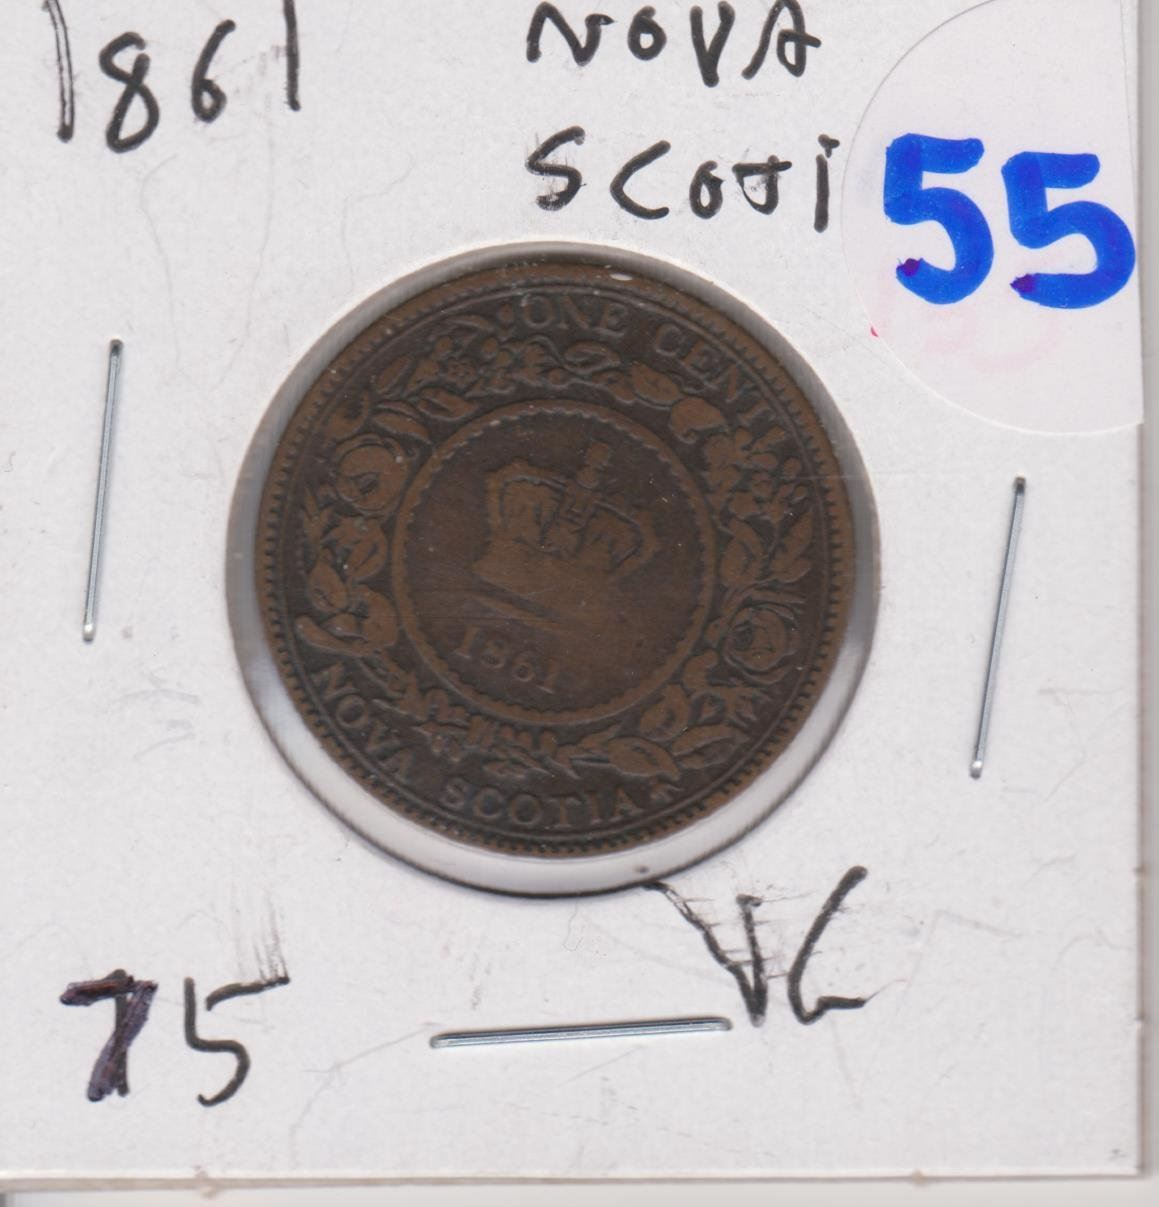 1861
NOVA
SCOTI
55
ONE CENT
1861
NOVA SCOTIA
75
VG